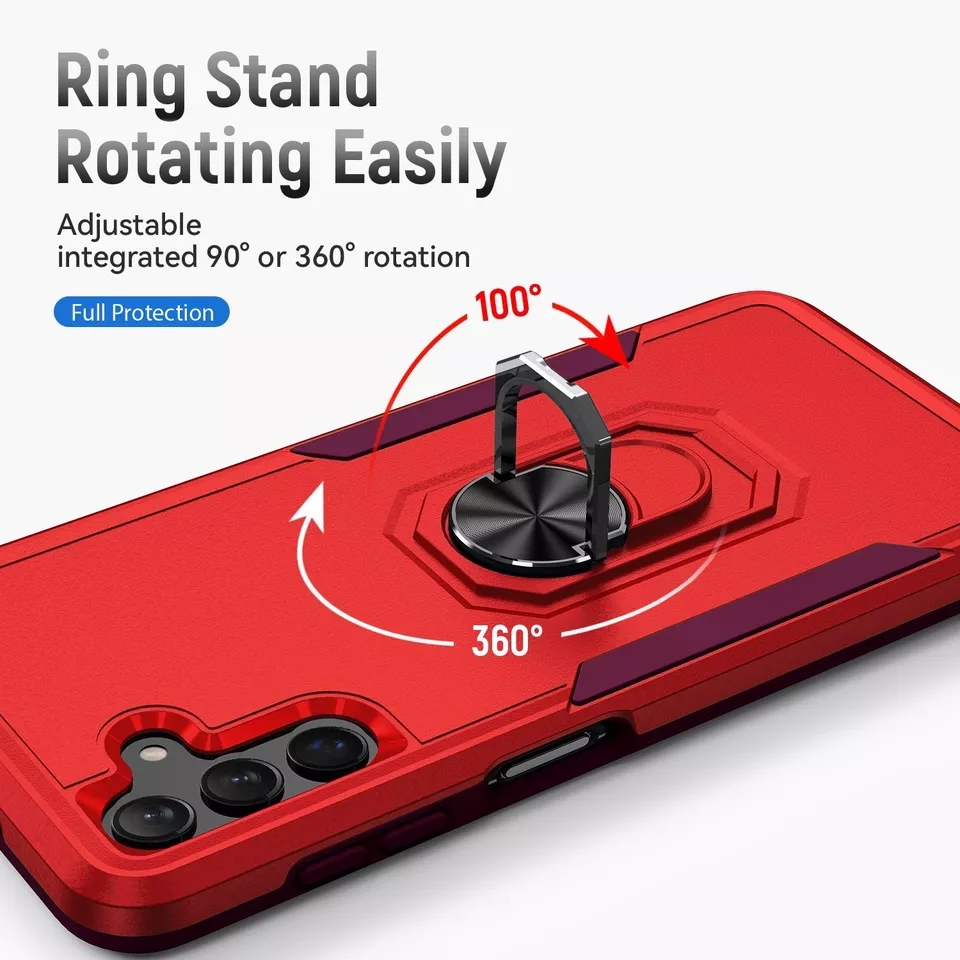 Ring Stand
Rotating Easily
Adjustable
integrated 90° or 360° rotation
Full Protection
100°
360°